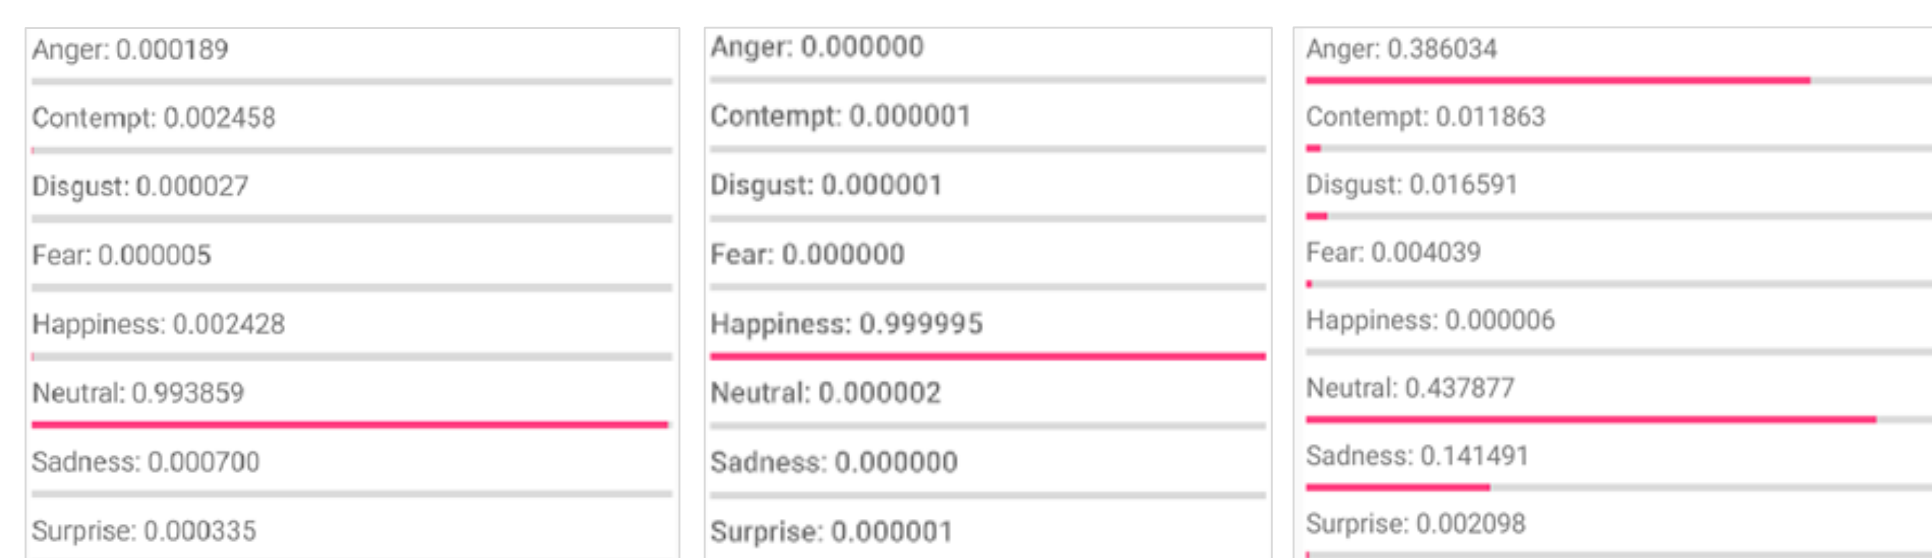 Anger: 0.000189
Contempt: 0.002458
Disgust: 0.000027
Fear: 0.000005
Happiness: 0.002428
Neutral: 0.993859
Sadness: 0.000700
Surprise: 0.000335
Anger: 0.000000
Contempt: 0.000001
Disgust: 0.000001
Fear: 0.000000
Happiness: 0.999995
Neutral: 0.000002
Sadness: 0.000000
Surprise: 0.000001
Anger: 0.386034
Contempt: 0.011863
Disgust: 0.016591
Fear: 0.004039
Happiness: 0.000006
Neutral: 0.437877
Sadness: 0.141491
Surprise: 0.002098